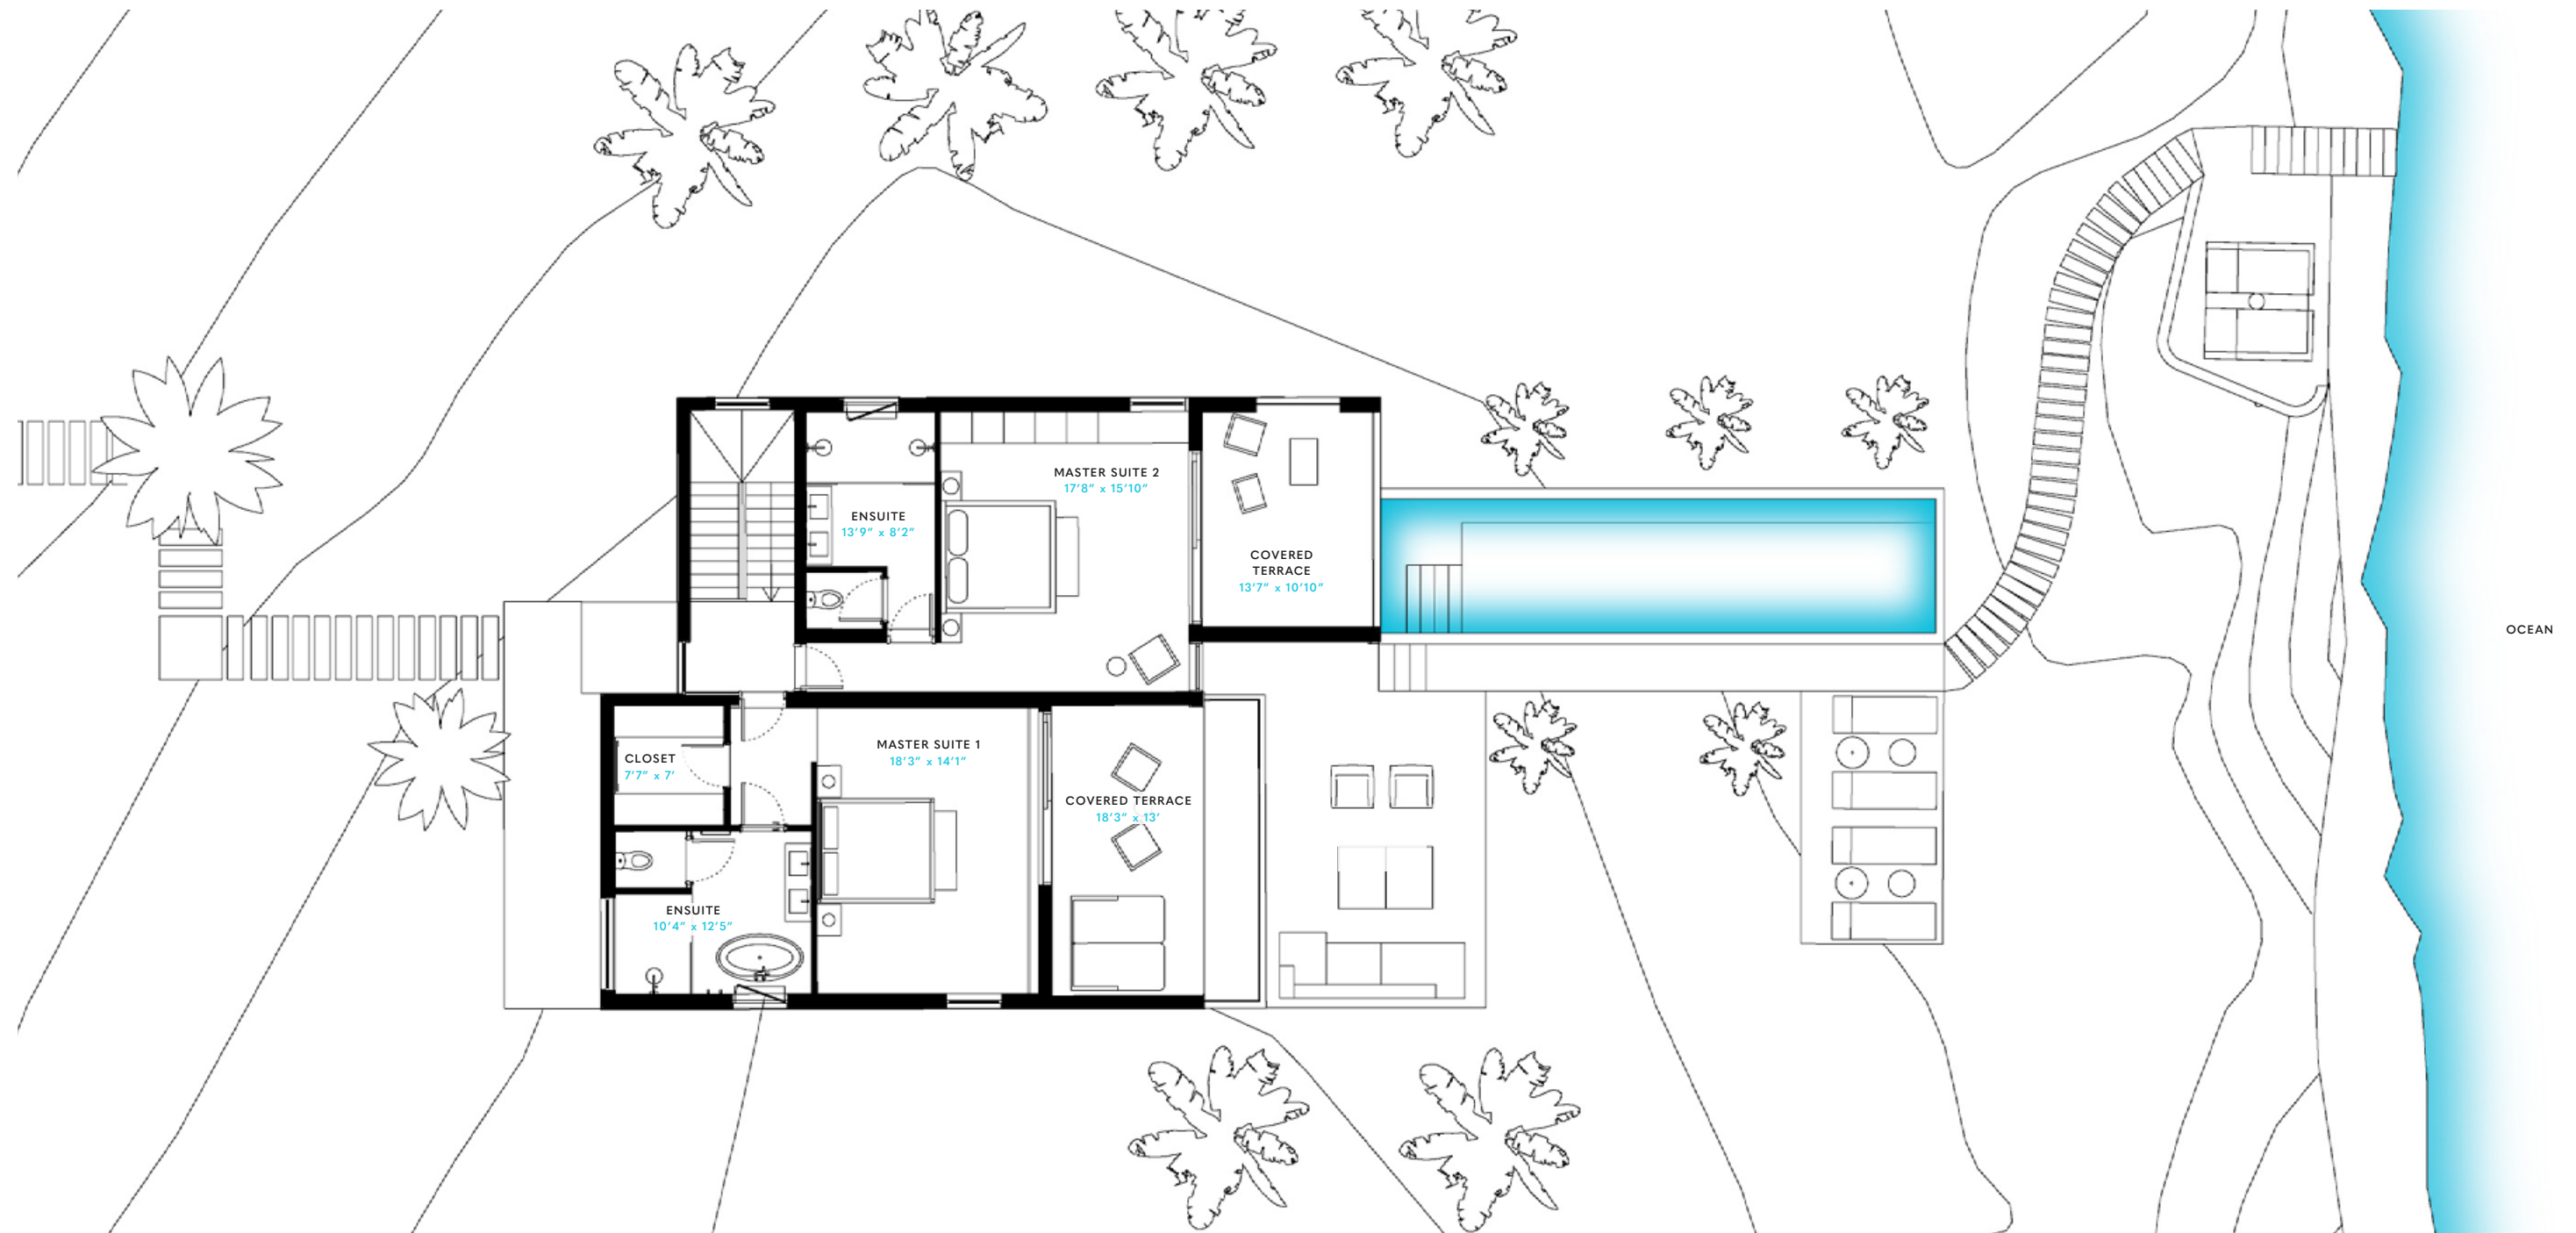 MASTER SUITE 2
17'8" x 15'10"
ENSUITE
13'9" x 8'2"
COVERED
TERRACE
13'7" x 10'10"
OCEAN
MASTER SUITE 1
18'3" x 14'1"
CLOSET
7'7" x 7'
COVERED TERRACE
18'3" x 13'
ENSUITE
10'4" x 12'5"